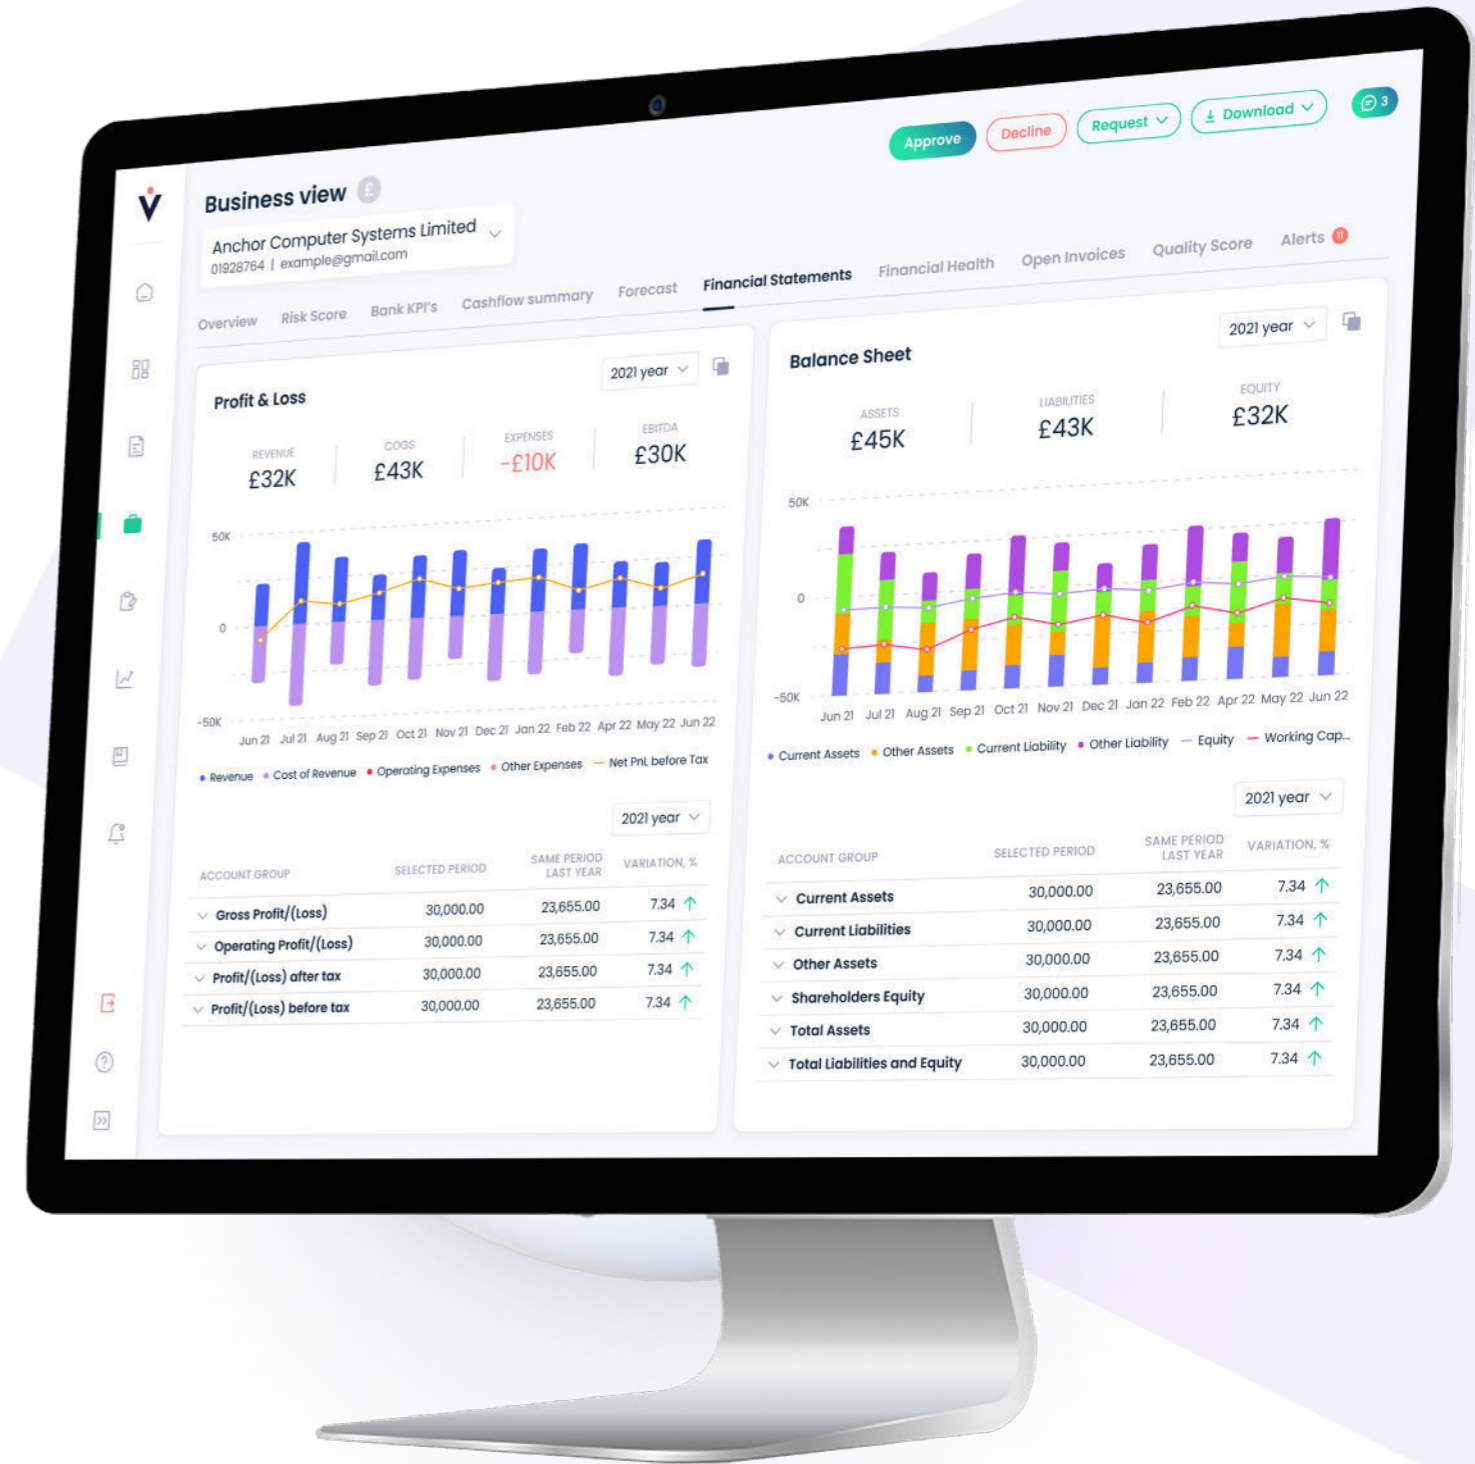 Approve
Decline
Request
Download
3
Business view £
Anchor Computer Systems Limited
01928764 | example@gmail.com
Overview
Risk Score
Bank KPI's
Cashflow summary
Forecast
Financial Statements
Financial Health
Open Invoices
Quality Score
Alerts 11
Profit & Loss
2021 year
REVENUE
£32K
COGS
£43K
EXPENSES
-£10K
EBITDA
£30K
50K
0
-50K
Jun 21 Jul 21 Aug 21 Sep 21 Oct 21 Nov 21 Dec 21 Jan 22 Feb 22 Apr 22 May 22 Jun 22
Revenue Cost of Revenue Operating Expenses Other Expenses Net PnL before Tax
2021 year
ACCOUNT GROUP SELECTED PERIOD SAME PERIOD LAST YEAR VARIATION, %
Gross Profit/(Loss) 30,000.00 23,655.00 7.34
Operating Profit/(Loss) 30,000.00 23,655.00 7.34
Profit/(Loss) after tax 30,000.00 23,655.00 7.34
Profit/(Loss) before tax 30,000.00 23,655.00 7.34
Balance Sheet
2021 year
ASSETS
£45K
LIABILITIES
£43K
EQUITY
£32K
50K
0
-50K
Jun 21 Jul 21 Aug 21 Sep 21 Oct 21 Nov 21 Dec 21 Jan 22 Feb 22 Apr 22 May 22 Jun 22
Current Assets Other Assets Current Liability Other Liability Equity Working Cap...
2021 year
ACCOUNT GROUP SELECTED PERIOD SAME PERIOD LAST YEAR VARIATION, %
Current Assets 30,000.00 23,655.00 7.34
Current Liabilities 30,000.00 23,655.00 7.34
Other Assets 30,000.00 23,655.00 7.34
Shareholders Equity 30,000.00 23,655.00 7.34
Total Assets 30,000.00 23,655.00 7.34
Total Liabilities and Equity 30,000.00 23,655.00 7.34